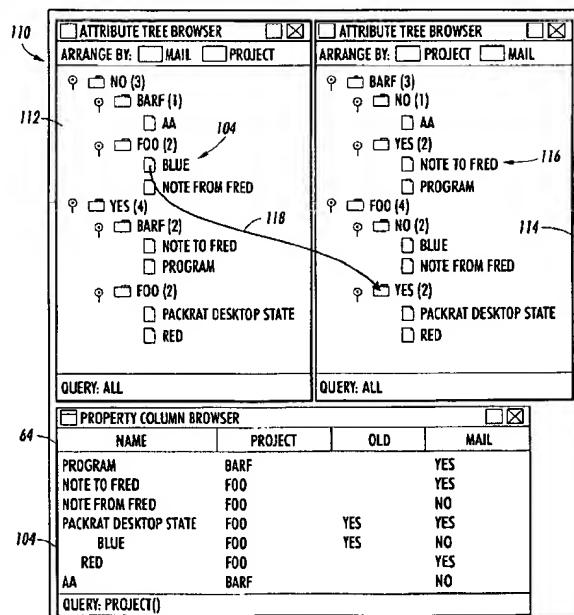 110
ATTRIBUTE TREE BROWSER
ARRANGE BY: MAIL PROJECT
NO (3)
BARF (1)
AA
112
FOO (2)
104
BLUE
NOTE FROM FRED
YES (4)
BARF (2)
118
NOTE TO FRED
PROGRAM
FOO (2)
PACKRAT DESKTOP STATE
RED
QUERY: ALL
ATTRIBUTE TREE BROWSER
ARRANGE BY: PROJECT MAIL
BARF (3)
NO (1)
AA
YES (2)
NOTE TO FRED
116
PROGRAM
FOO (4)
NO (2)
114
BLUE
NOTE FROM FRED
YES (2)
PACKRAT DESKTOP STATE
RED
QUERY: ALL
PROPERTY COLUMN BROWSER
64
NAME PROJECT OLD MAIL
PROGRAM BARF YES
NOTE TO FRED FOO YES
NOTE FROM FRED FOO NO
PACKRAT DESKTOP STATE FOO YES YES
104
BLUE FOO YES NO
RED FOO YES
AA BARF NO
QUERY: PROJECT()